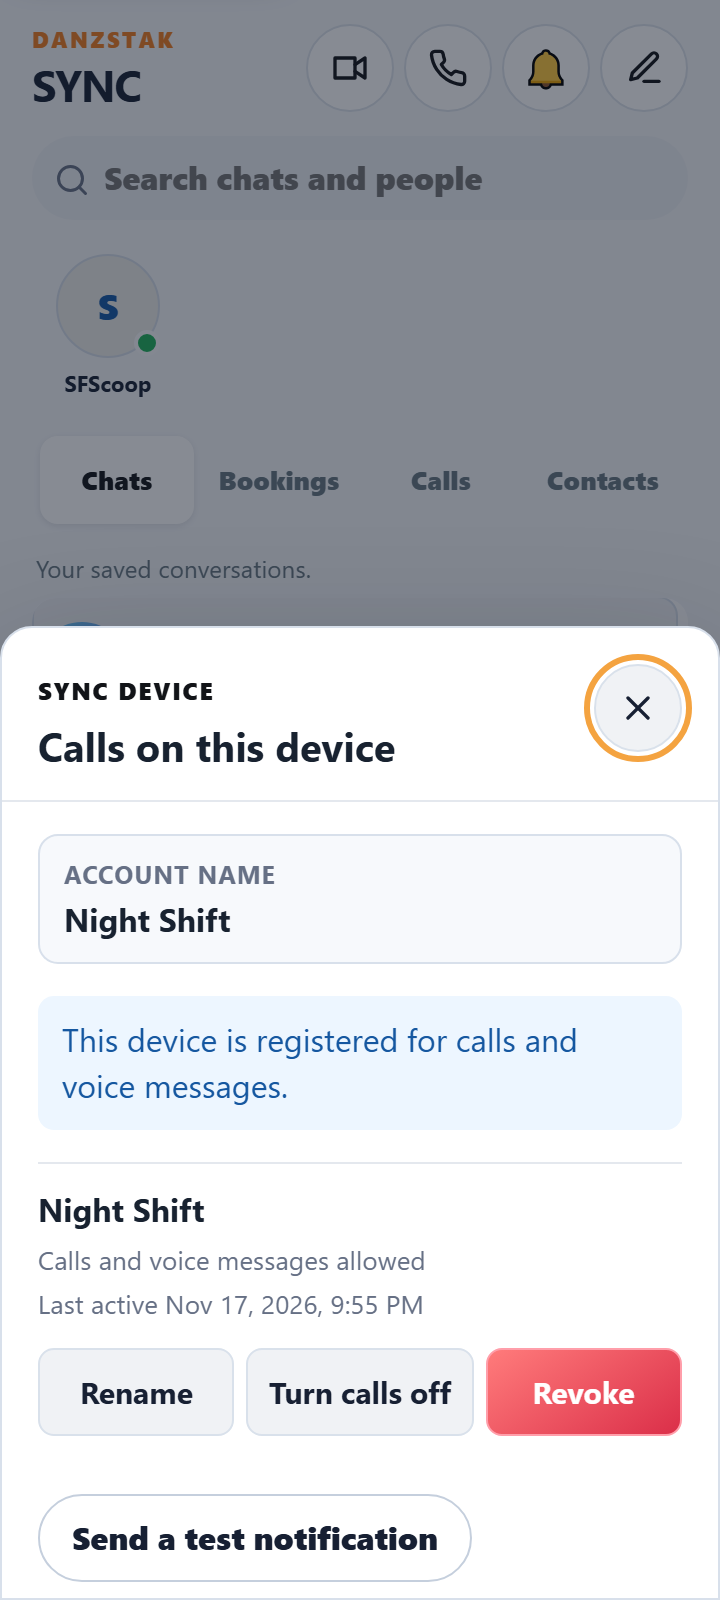 DANZSTAK
SYNC
Search chats and people
S
SFScoop
Chats
Bookings
Calls
Contacts
Your saved conversations.
SYNC DEVICE
Calls on this device
ACCOUNT NAME
Night Shift
This device is registered for calls and
voice messages.
Night Shift
Calls and voice messages allowed
Last active Nov 17, 2026, 9:55 PM
Rename
Turn calls off
Revoke
Send a test notification